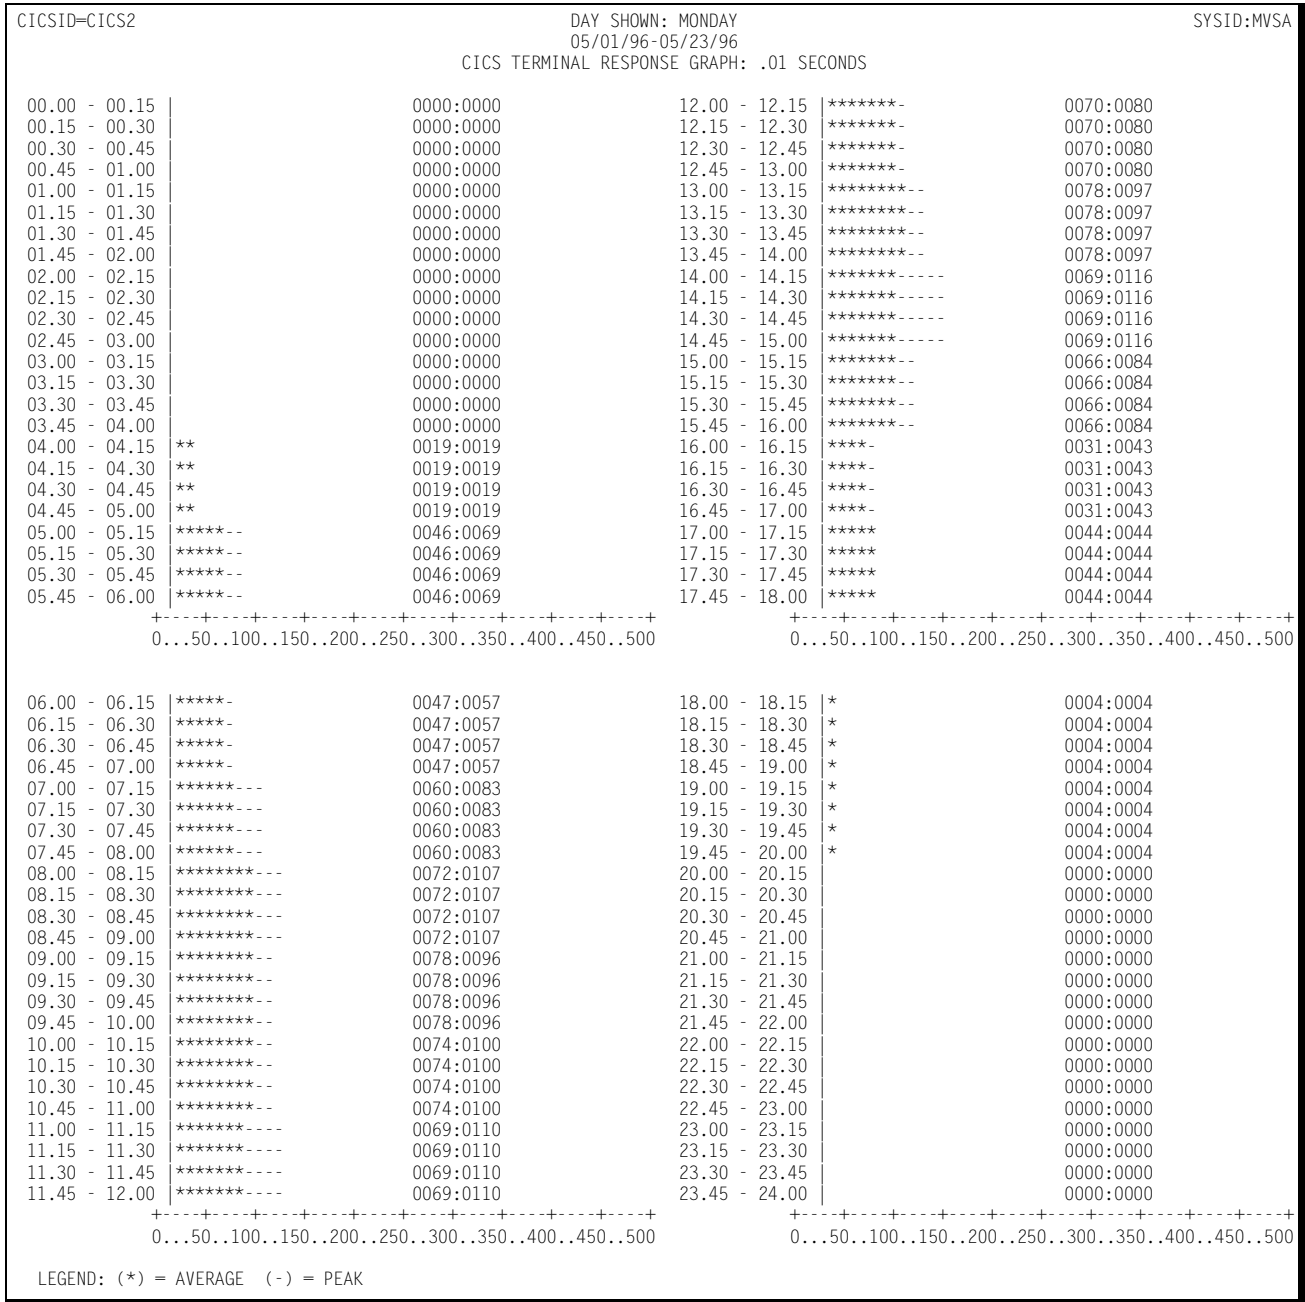 CICSID=CICS2 DAY SHOWN: MONDAY SYSID:MVSA
05/01/96-05/23/96
CICS TERMINAL RESPONSE GRAPH: .01 SECONDS
00.00 - 00.15 | 0000:0000 12.00 - 12.15 |*******- 0070:0080
00.15 - 00.30 | 0000:0000 12.15 - 12.30 |*******- 0070:0080
00.30 - 00.45 | 0000:0000 12.30 - 12.45 |*******- 0070:0080
00.45 - 01.00 | 0000:0000 12.45 - 13.00 |*******- 0070:0080
01.00 - 01.15 | 0000:0000 13.00 - 13.15 |********-- 0078:0097
01.15 - 01.30 | 0000:0000 13.15 - 13.30 |********-- 0078:0097
01.30 - 01.45 | 0000:0000 13.30 - 13.45 |********-- 0078:0097
01.45 - 02.00 | 0000:0000 13.45 - 14.00 |********-- 0078:0097
02.00 - 02.15 | 0000:0000 14.00 - 14.15 |*******----- 0069:0116
02.15 - 02.30 | 0000:0000 14.15 - 14.30 |*******----- 0069:0116
02.30 - 02.45 | 0000:0000 14.30 - 14.45 |*******----- 0069:0116
02.45 - 03.00 | 0000:0000 14.45 - 15.00 |*******----- 0069:0116
03.00 - 03.15 | 0000:0000 15.00 - 15.15 |*******-- 0066:0084
03.15 - 03.30 | 0000:0000 15.15 - 15.30 |*******-- 0066:0084
03.30 - 03.45 | 0000:0000 15.30 - 15.45 |*******-- 0066:0084
03.45 - 04.00 | 0000:0000 15.45 - 16.00 |*******-- 0066:0084
04.00 - 04.15 |** 0019:0019 16.00 - 16.15 |****- 0031:0043
04.15 - 04.30 |** 0019:0019 16.15 - 16.30 |****- 0031:0043
04.30 - 04.45 |** 0019:0019 16.30 - 16.45 |****- 0031:0043
04.45 - 05.00 |** 0019:0019 16.45 - 17.00 |****- 0031:0043
05.00 - 05.15 |*****-- 0046:0069 17.00 - 17.15 |***** 0044:0044
05.15 - 05.30 |*****-- 0046:0069 17.15 - 17.30 |***** 0044:0044
05.30 - 05.45 |*****-- 0046:0069 17.30 - 17.45 |***** 0044:0044
05.45 - 06.00 |*****-- 0046:0069 17.45 - 18.00 |***** 0044:0044
+----+----+----+----+----+----+----+----+----+----+ +----+----+----+----+----+----+----+----+----+----+
0...50..100..150..200..250..300..350..400..450..500 0...50..100..150..200..250..300..350..400..450..500
06.00 - 06.15 |*****- 0047:0057 18.00 - 18.15 |* 0004:0004
06.15 - 06.30 |*****- 0047:0057 18.15 - 18.30 |* 0004:0004
06.30 - 06.45 |*****- 0047:0057 18.30 - 18.45 |* 0004:0004
06.45 - 07.00 |*****- 0047:0057 18.45 - 19.00 |* 0004:0004
07.00 - 07.15 |******--- 0060:0083 19.00 - 19.15 |* 0004:0004
07.15 - 07.30 |******--- 0060:0083 19.15 - 19.30 |* 0004:0004
07.30 - 07.45 |******--- 0060:0083 19.30 - 19.45 |* 0004:0004
07.45 - 08.00 |******--- 0060:0083 19.45 - 20.00 |* 0004:0004
08.00 - 08.15 |********--- 0072:0107 20.00 - 20.15 | 0000:0000
08.15 - 08.30 |********--- 0072:0107 20.15 - 20.30 | 0000:0000
08.30 - 08.45 |********--- 0072:0107 20.30 - 20.45 | 0000:0000
08.45 - 09.00 |********--- 0072:0107 20.45 - 21.00 | 0000:0000
09.00 - 09.15 |********-- 0078:0096 21.00 - 21.15 | 0000:0000
09.15 - 09.30 |********-- 0078:0096 21.15 - 21.30 | 0000:0000
09.30 - 09.45 |********-- 0078:0096 21.30 - 21.45 | 0000:0000
09.45 - 10.00 |********-- 0078:0096 21.45 - 22.00 | 0000:0000
10.00 - 10.15 |********-- 0074:0100 22.00 - 22.15 | 0000:0000
10.15 - 10.30 |********-- 0074:0100 22.15 - 22.30 | 0000:0000
10.30 - 10.45 |********-- 0074:0100 22.30 - 22.45 | 0000:0000
10.45 - 11.00 |********-- 0074:0100 22.45 - 23.00 | 0000:0000
11.00 - 11.15 |*******---- 0069:0110 23.00 - 23.15 | 0000:0000
11.15 - 11.30 |*******---- 0069:0110 23.15 - 23.30 | 0000:0000
11.30 - 11.45 |*******---- 0069:0110 23.30 - 23.45 | 0000:0000
11.45 - 12.00 |*******---- 0069:0110 23.45 - 24.00 | 0000:0000
+----+----+----+----+----+----+----+----+----+----+ +----+----+----+----+----+----+----+----+----+----+
0...50..100..150..200..250..300..350..400..450..500 0...50..100..150..200..250..300..350..400..450..500
LEGEND: (*) = AVERAGE (-) = PEAK